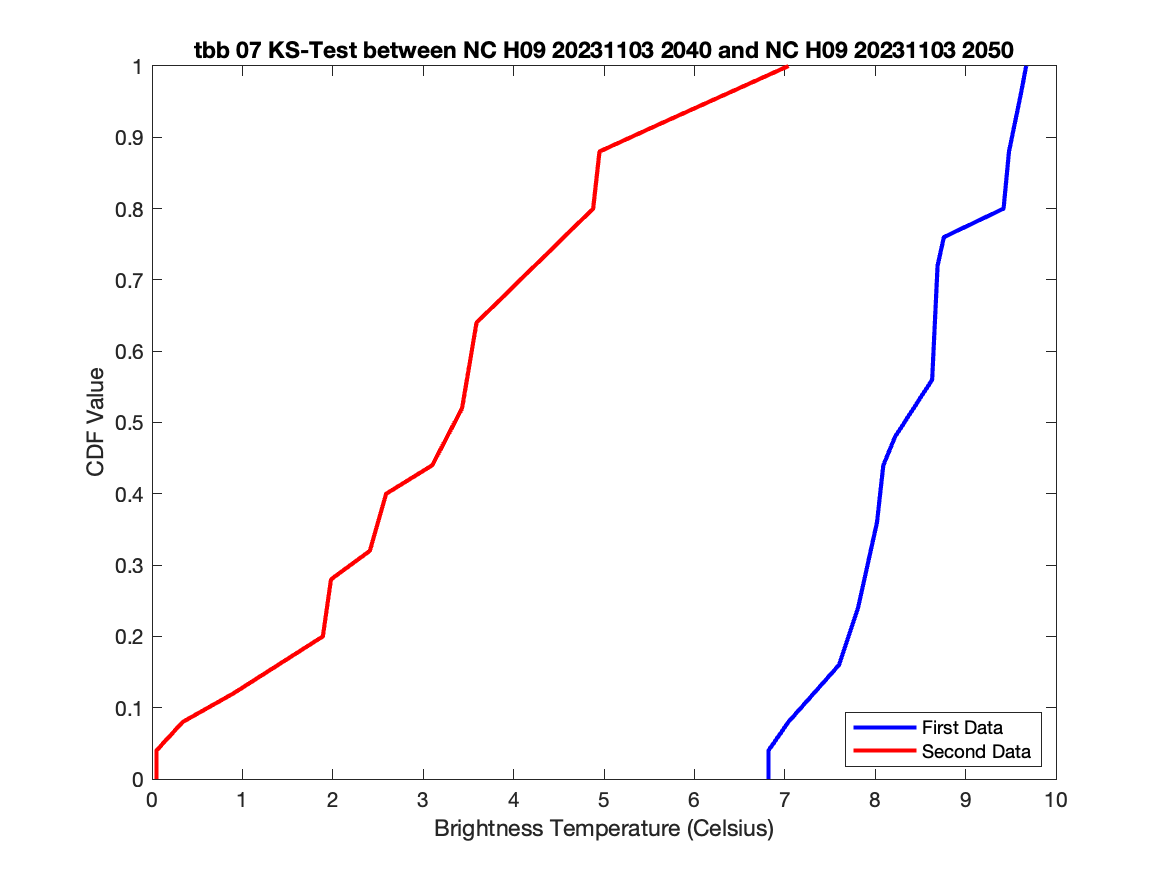 tbb 07 KS-Test between NC H09 20231103 2040 and NC H09 20231103 2050
1
0.9
0.8
0.7
0.6
0.5
0.4
0.3
0.2
0.1
0
CDF Value
First Data
Second Data
0 1 2 3 4 5 6 7 8 9 10
Brightness Temperature (Celsius)